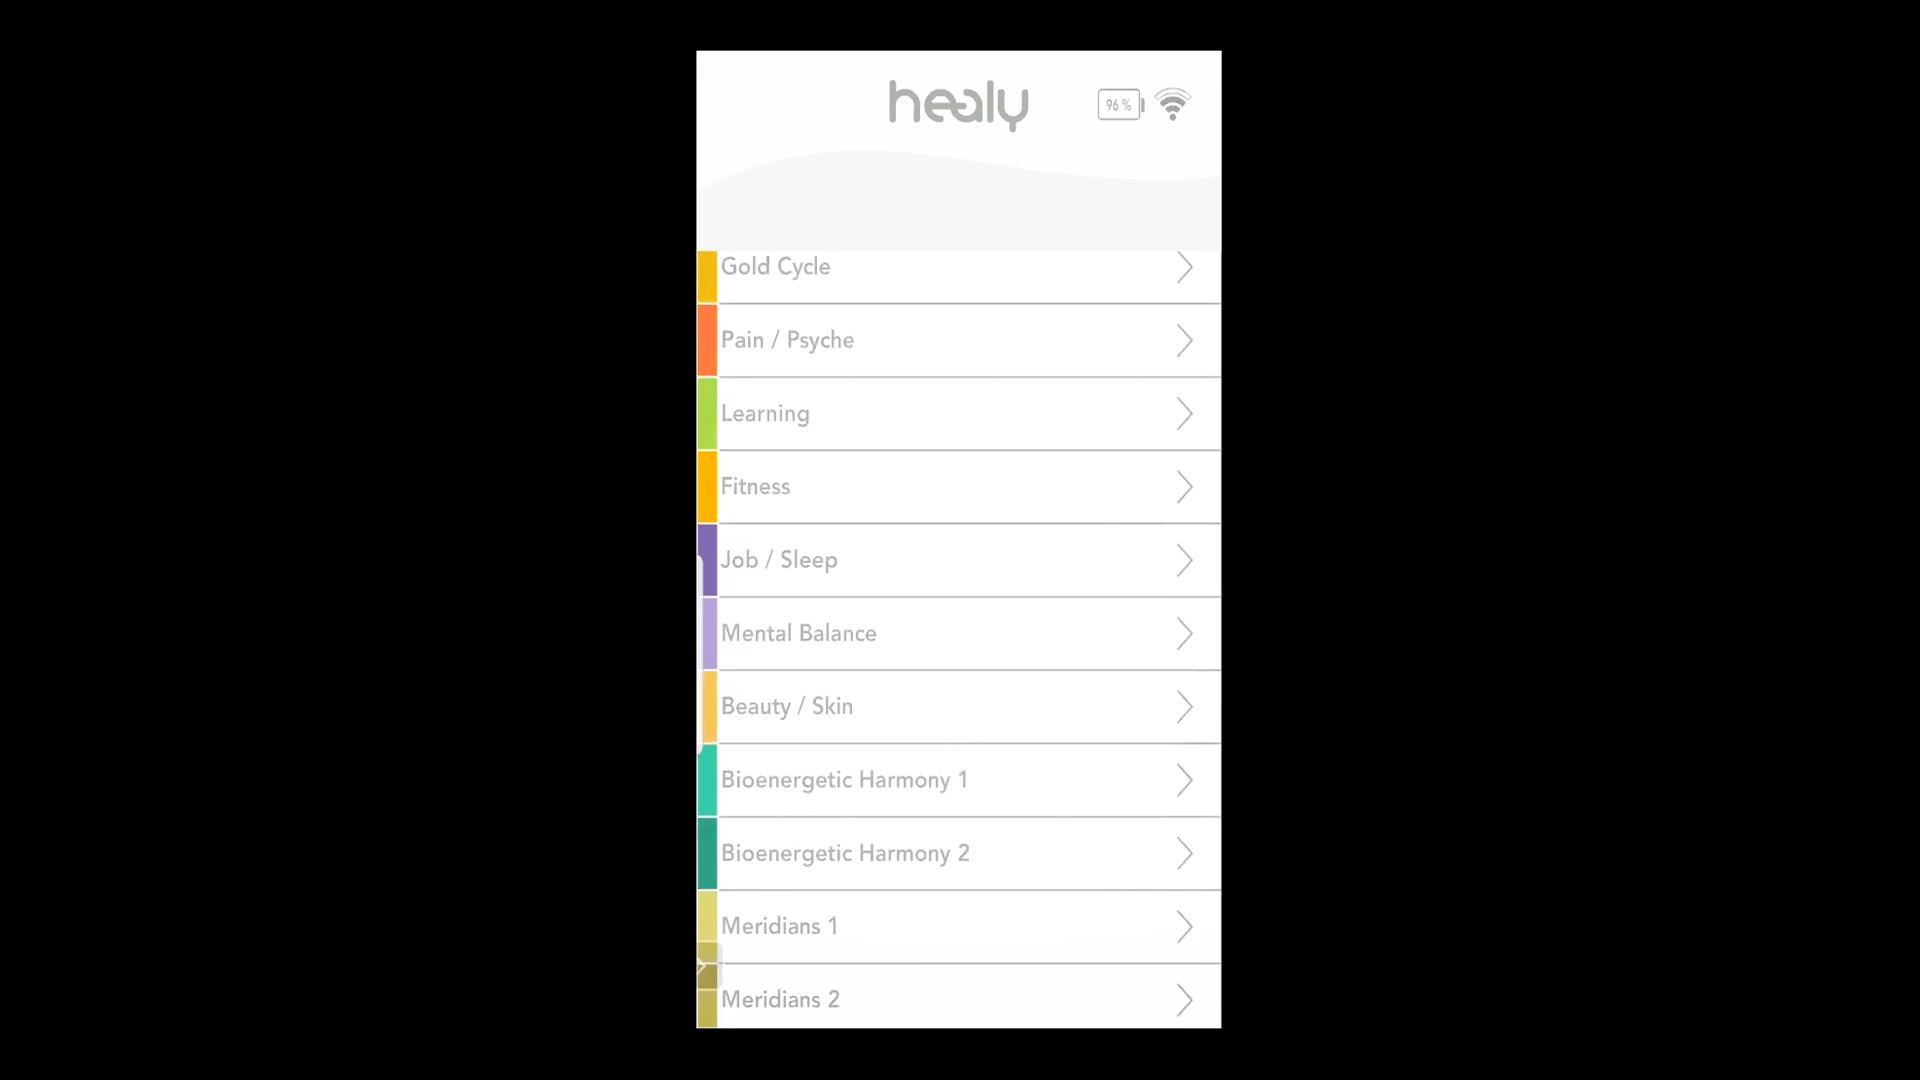 healy
96 %
Gold Cycle
Pain / Psyche
Learning
Fitness
Job / Sleep
Mental Balance
Beauty / Skin
Bioenergetic Harmony 1
Bioenergetic Harmony 2
Meridians 1
Meridians 2